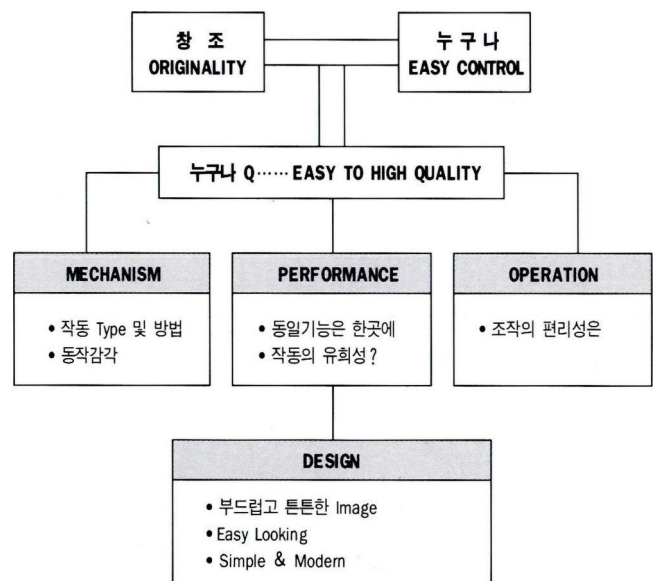 창 조
ORIGINALITY
누 구 나
EASY CONTROL
누구나 Q⋯⋯EASY TO HIGH QUALITY
MECHANISM
• 작동 Type 및 방법
• 동작감각
PERFORMANCE
• 동일기능은 한곳에
• 작동의 유희성?
OPERATION
• 조작의 편리성은
DESIGN
• 부드럽고 튼튼한 Image
• Easy Looking
• Simple & Modern